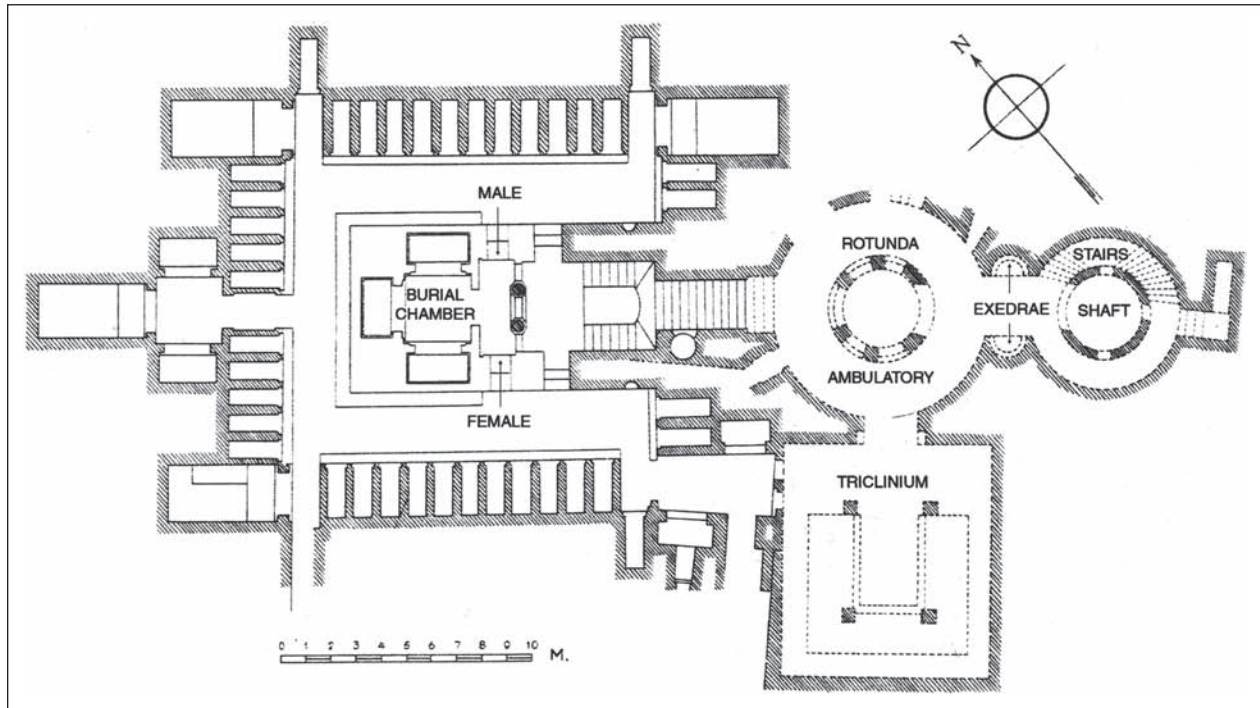 N
MALE
ROTUNDA
STAIRS
BURIAL
CHAMBER
EXEDRAE
SHAFT
AMBULATORY
FEMALE
TRICLINIUM
0 1 2 3 4 5 6 7 8 9 10 M.